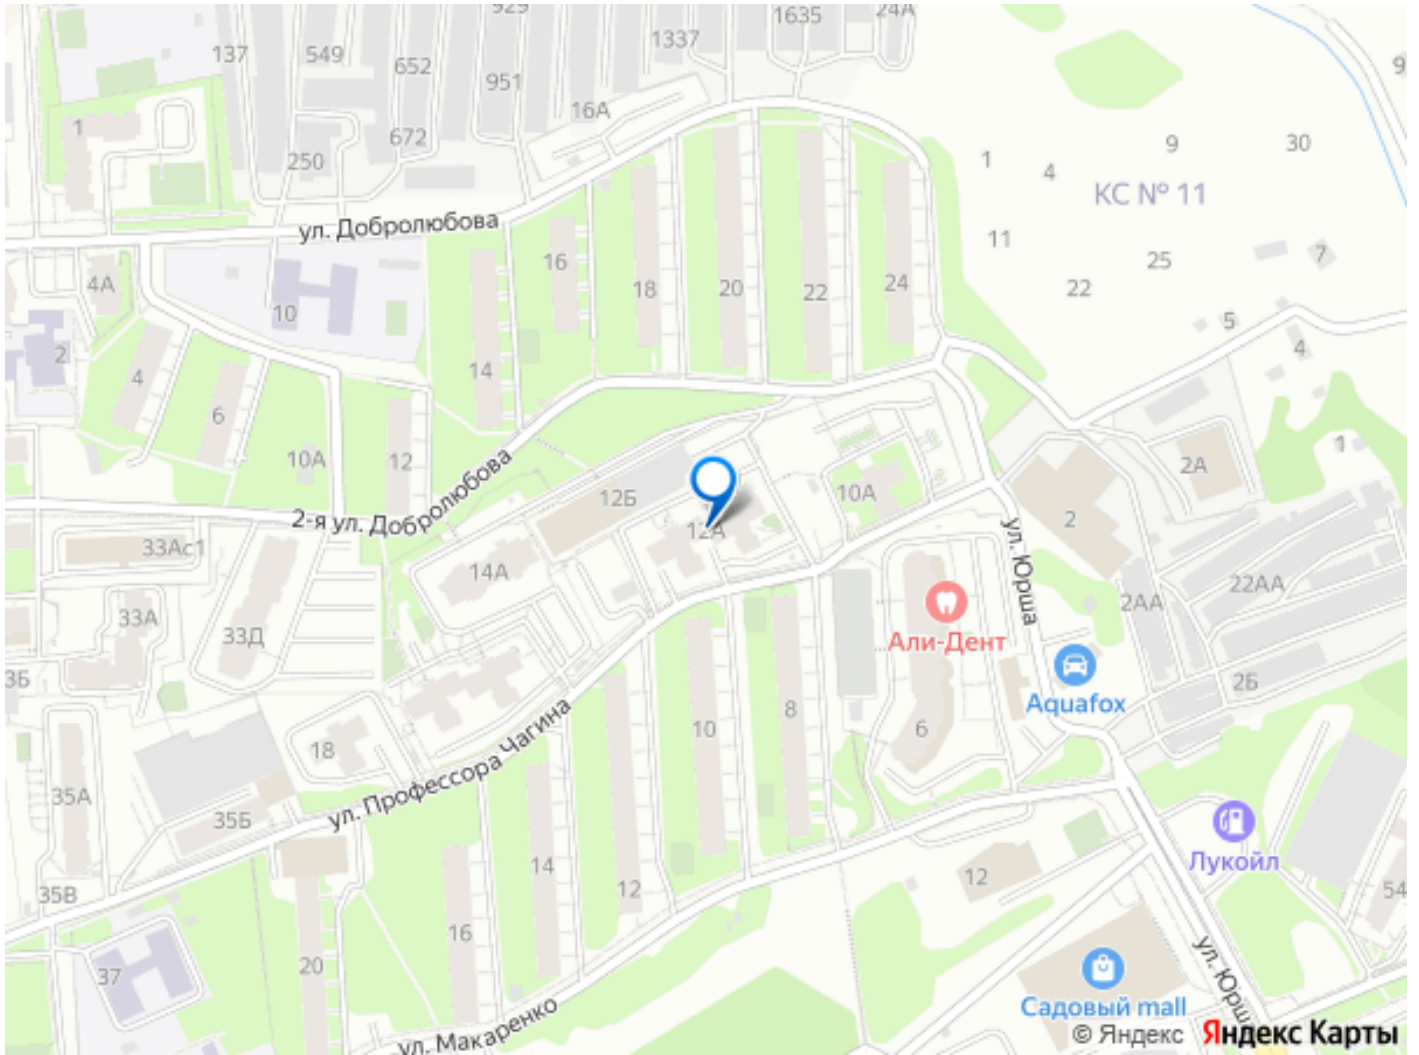 929
1635
24А
137
549
1337
652
951
9
16А
1
672
250
9
30
1
4
КС № 11
ул. Добролюбова
11
16
25
7
4А
18
20
22
24
22
10
5
2
4
14
4
6
1
10А
12
2А
12Б
10А
2-я ул. Добролюбова
2
33Ас1
12А
ул. Юрша
14А
22АА
2АА
33А
33Д
Али-Дент
3Б
2Б
Aquafox
8
10
6
18
ул. Профессора Чагина
35А
35Б
Лукойл
14
12
12
54
35В
16
20
37
ул. Юрша
Садовый mall
ул. Макаренко
© Яндекс Яндекс Карты